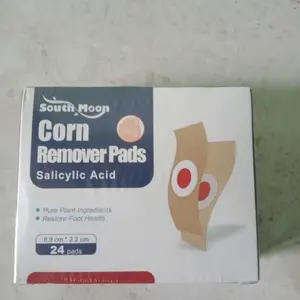 South Moon
Corn
Remover Pads
Salicylic Acid
Pure Plant Ingredients
Restore Foot Health
6.9 cm * 2.2 cm
24 pads